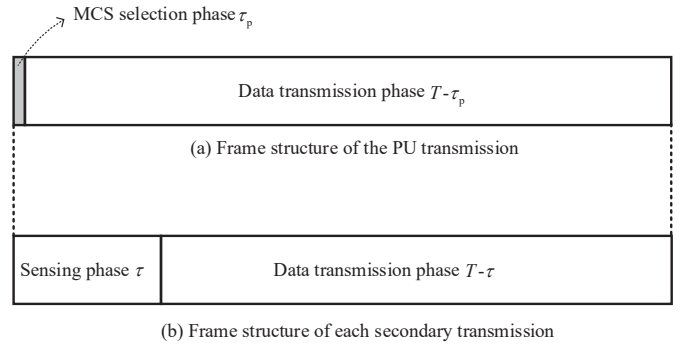 MCS selection phase τp
Data transmission phase T-τp
(a) Frame structure of the PU transmission
Sensing phase τ
Data transmission phase T-τ
(b) Frame structure of each secondary transmission